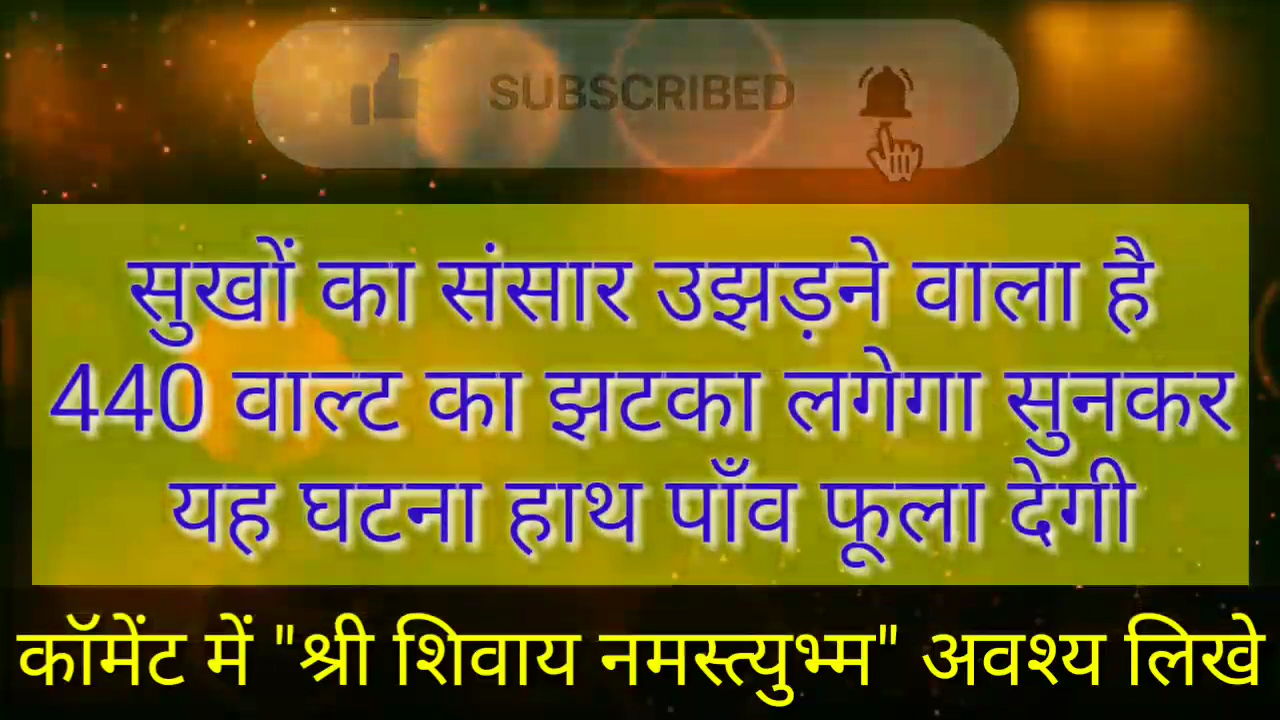 SUBSCRIBED
सुखों का संसार उझड़ने वाला है
440 वाल्ट का झटका लगेगा सुनकर
यह घटना हाथ पाँव फूला देगी
कॉमेंट में "श्री शिवाय नमस्त्युभ्म" अवश्य लिखे